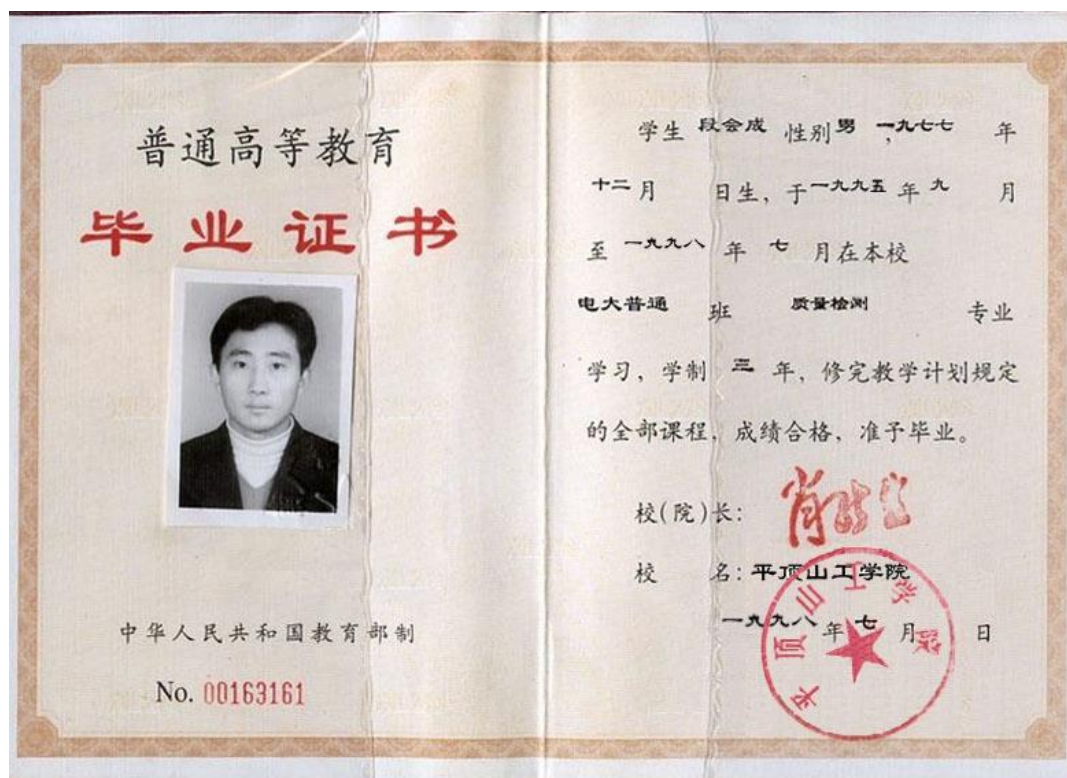 普通高等教育
毕业证书
中华人民共和国教育部制
No. 00163161
学生 段会成 性别 男 ,一九七七 年
十二月 日生，于一九九五年九 月
至 一九九八 年 七 月在本校
电大普通 班 质量检测 专业
学习，学制 三 年，修完教学计划规定
的全部课程，成绩合格，准予毕业。
校(院)长：
校 名：平顶山工学院
一九九八年七月 日
平顶山工学院